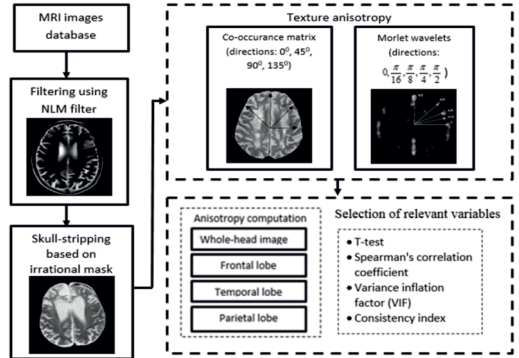 MRI images
database
Filtering using
NLM filter
Skull-stripping
based on
irrational mask
Texture anisotropy
Co-occurance matrix
(directions: 0⁰, 45⁰,
90⁰, 135⁰)
Morlet wavelets
(directions:
0, π/16, π/8, π/4, π/2 )
Anisotropy computation
Whole-head image
Frontal lobe
Temporal lobe
Parietal lobe
Selection of relevant variables
• T-test
• Spearman's correlation
coefficient
• Variance inflation
factor (VIF)
• Consistency index